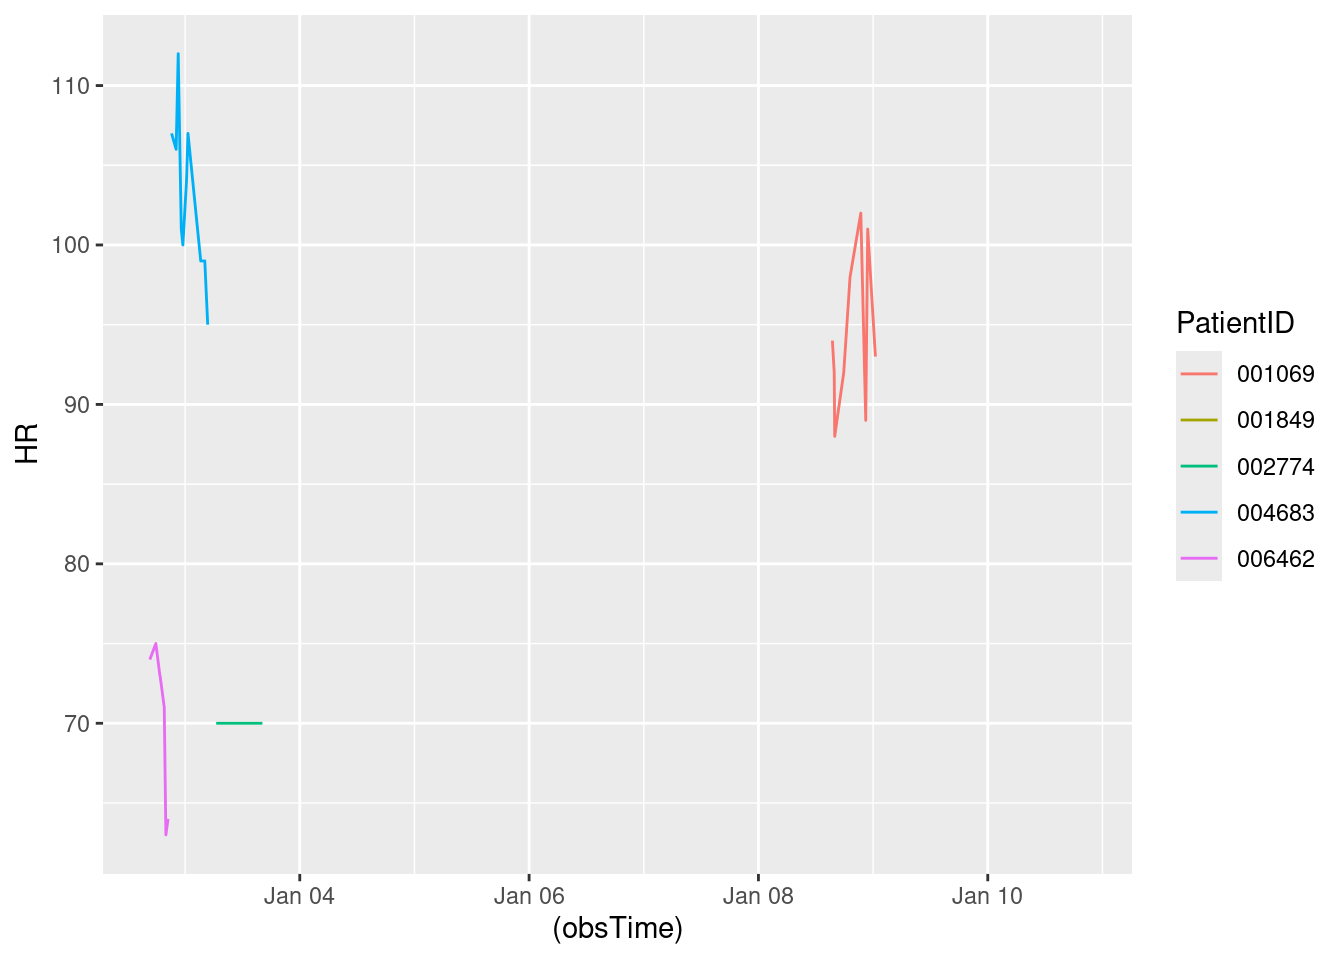 110
100
90
80
70
HR
Jan 04
Jan 06
Jan 08
Jan 10
(obsTime)
PatientID
001069
001849
002774
004683
006462